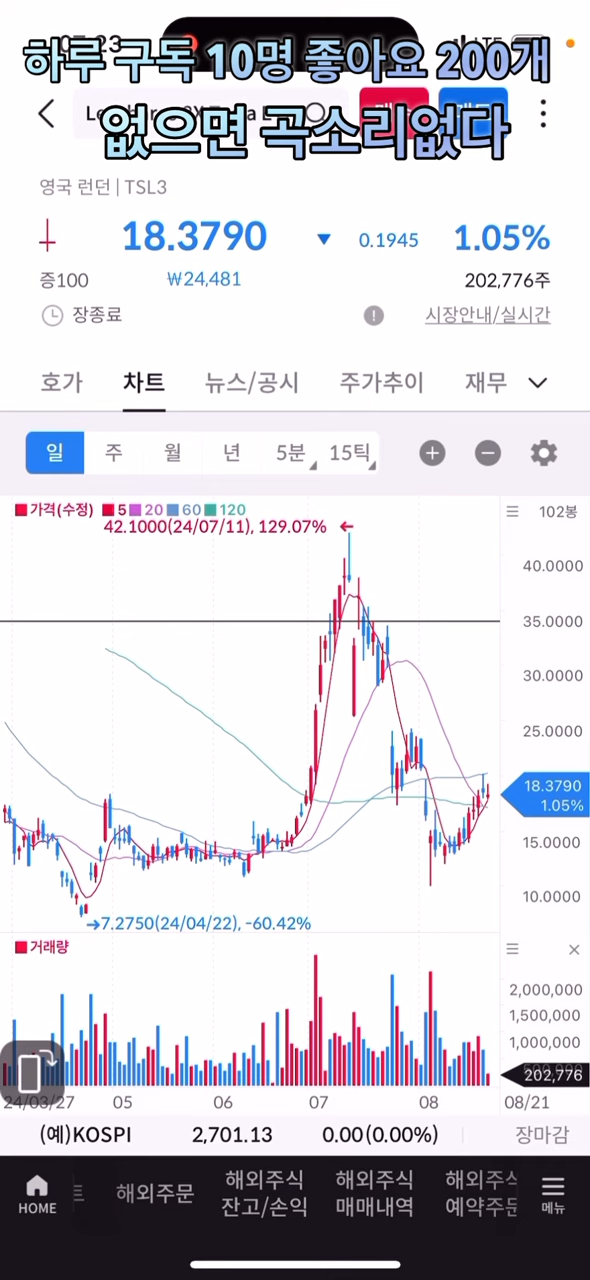 하루 구독 10명 좋아요 200개
없으면 곡소리없다
영국 런던 | TSL3
18.3790 ▼ 0.1945 1.05%
증100 ₩24,481 202,776주
장종료 시장안내/실시간
호가 차트 뉴스/공시 주가추이 재무
일 주 월 년 5분 15틱
가격(수정) 5 20 60 120 102봉
42.1000(24/07/11), 129.07%
40.0000
35.0000
30.0000
25.0000
18.3790
1.05%
15.0000
10.0000
7.2750(24/04/22), -60.42%
거래량
2,000,000
1,500,000
1,000,000
202,776
24/03/27 05 06 07 08 08/21
(예)KOSPI 2,701.13 0.00(0.00%) 장마감
HOME 해외주문 해외주식 잔고/손익 해외주식 매매내역 해외주식 예약주문 메뉴